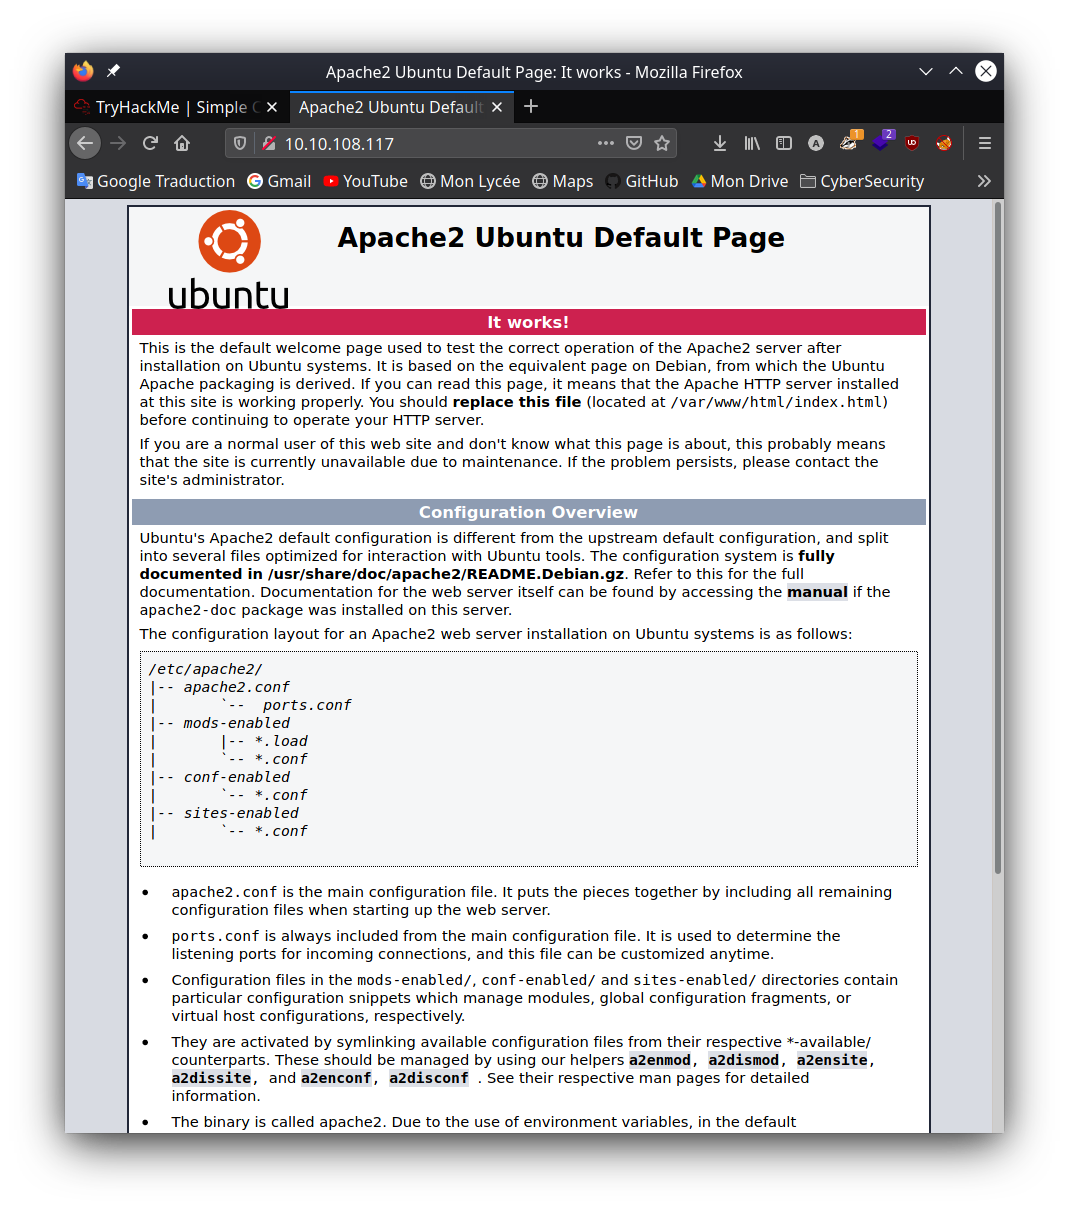 Apache2 Ubuntu Default Page: It works - Mozilla Firefox
TryHackMe | Simple C
Apache2 Ubuntu Default
10.10.108.117
1
2
Google Traduction
Gmail
YouTube
Mon Lycée
Maps
GitHub
Mon Drive
CyberSecurity
ubuntu
Apache2 Ubuntu Default Page
It works!
This is the default welcome page used to test the correct operation of the Apache2 server after
installation on Ubuntu systems. It is based on the equivalent page on Debian, from which the Ubuntu
Apache packaging is derived. If you can read this page, it means that the Apache HTTP server installed
at this site is working properly. You should replace this file (located at /var/www/html/index.html)
before continuing to operate your HTTP server.
If you are a normal user of this web site and don't know what this page is about, this probably means
that the site is currently unavailable due to maintenance. If the problem persists, please contact the
site's administrator.
Configuration Overview
Ubuntu's Apache2 default configuration is different from the upstream default configuration, and split
into several files optimized for interaction with Ubuntu tools. The configuration system is fully
documented in /usr/share/doc/apache2/README.Debian.gz. Refer to this for the full
documentation. Documentation for the web server itself can be found by accessing the manual if the
apache2-doc package was installed on this server.
The configuration layout for an Apache2 web server installation on Ubuntu systems is as follows:
/etc/apache2/
|-- apache2.conf
|       `--  ports.conf
|-- mods-enabled
|       |-- *.load
|       `-- *.conf
|-- conf-enabled
|       `-- *.conf
|-- sites-enabled
|       `-- *.conf
• apache2.conf is the main configuration file. It puts the pieces together by including all remaining
configuration files when starting up the web server.
• ports.conf is always included from the main configuration file. It is used to determine the
listening ports for incoming connections, and this file can be customized anytime.
• Configuration files in the mods-enabled/, conf-enabled/ and sites-enabled/ directories contain
particular configuration snippets which manage modules, global configuration fragments, or
virtual host configurations, respectively.
• They are activated by symlinking available configuration files from their respective *-available/
counterparts. These should be managed by using our helpers a2enmod, a2dismod, a2ensite,
a2dissite, and a2enconf, a2disconf . See their respective man pages for detailed
information.
• The binary is called apache2. Due to the use of environment variables, in the default